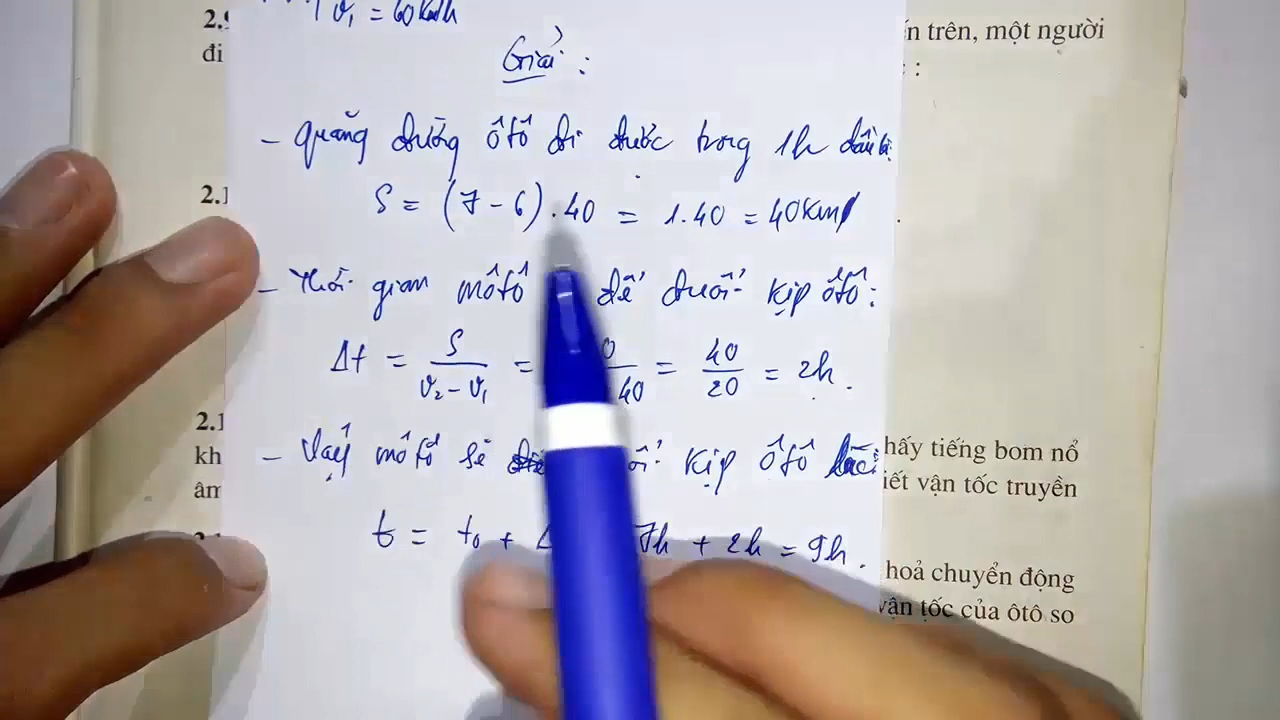 2.9
v₁ = 60km/h
ến trên, một người
đi
:
Giải:
- Quãng đường ôtô đi được trong 1h đầu
2.1
S = (7 - 6) . 40 = 1.40 = 40km
- Thời gian môtô để đuổi kịp ôtô:
Δt = S / (v₂ - v₁) = 40 = 40/20 = 2h.
2.1
- Vậy môtô sẽ kịp ôtô lúc:
hấy tiếng bom nổ
kh
iết vận tốc truyền
âm
t = t₀ + 7h + 2h = 9h.
hoả chuyển động
vận tốc của ôtô so